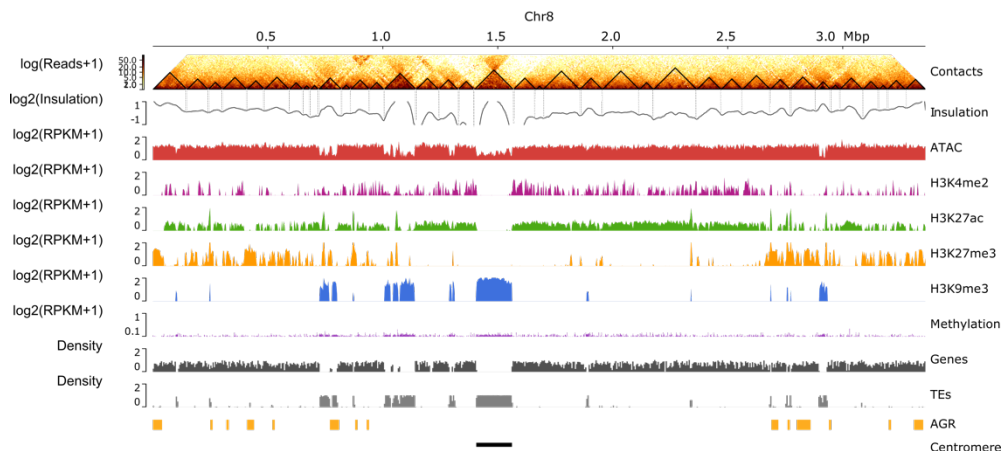 Chr8
0.5 1.0 1.5 2.0 2.5 3.0 Mbp
log(Reads+1) 50.0 20.0 10.0 5.0 2.0 Contacts
log2(Insulation) 1 -1 Insulation
log2(RPKM+1) 2 0 ATAC
log2(RPKM+1) 2 0 H3K4me2
log2(RPKM+1) 2 0 H3K27ac
log2(RPKM+1) 2 0 H3K27me3
log2(RPKM+1) 2 0 H3K9me3
log2(RPKM+1) 1 0.1 Methylation
Density 2 0 Genes
Density 2 0 TEs
AGR
Centromere